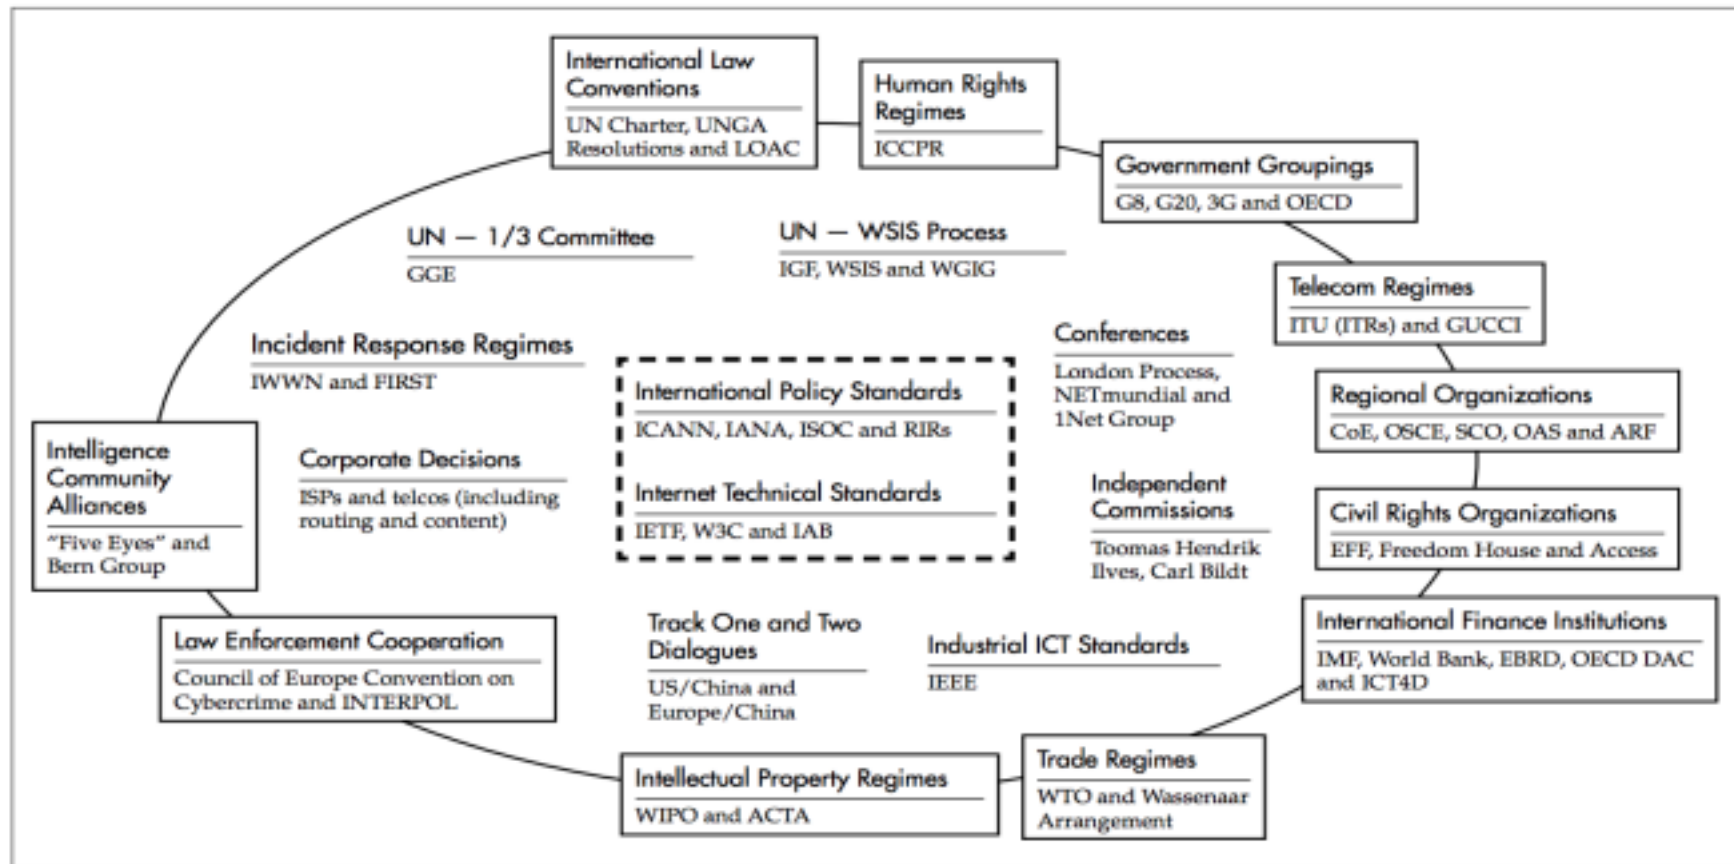 International Law
Conventions
UN Charter, UNGA
Resolutions and LOAC
Human Rights
Regimes
ICCPR
Government Groupings
G8, G20, 3G and OECD
UN — 1/3 Committee
GGE
UN — WSIS Process
IGF, WSIS and WGIG
Telecom Regimes
ITU (ITRs) and GUCCI
Incident Response Regimes
IWWN and FIRST
Conferences
London Process,
NETmundial and
1Net Group
International Policy Standards
ICANN, IANA, ISOC and RIRs
Internet Technical Standards
IETF, W3C and IAB
Regional Organizations
CoE, OSCE, SCO, OAS and ARF
Intelligence
Community
Alliances
"Five Eyes" and
Bern Group
Corporate Decisions
ISPs and telcos (including
routing and content)
Independent
Commissions
Toomas Hendrik
Ilves, Carl Bildt
Civil Rights Organizations
EFF, Freedom House and Access
Law Enforcement Cooperation
Council of Europe Convention on
Cybercrime and INTERPOL
Track One and Two
Dialogues
US/China and
Europe/China
Industrial ICT Standards
IEEE
International Finance Institutions
IMF, World Bank, EBRD, OECD DAC
and ICT4D
Intellectual Property Regimes
WIPO and ACTA
Trade Regimes
WTO and Wassenaar
Arrangement